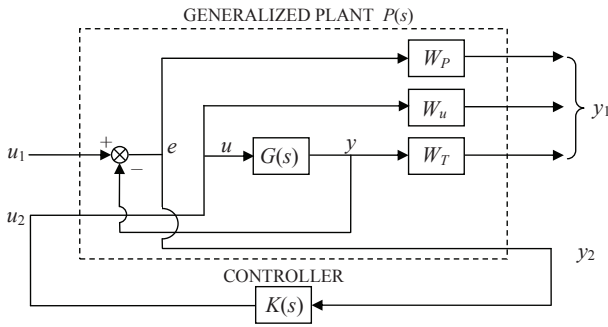 GENERALIZED PLANT P(s)
W_P
W_u
y_1
+
e
u
y
u_1
−
G(s)
W_T
u_2
y_2
CONTROLLER
K(s)